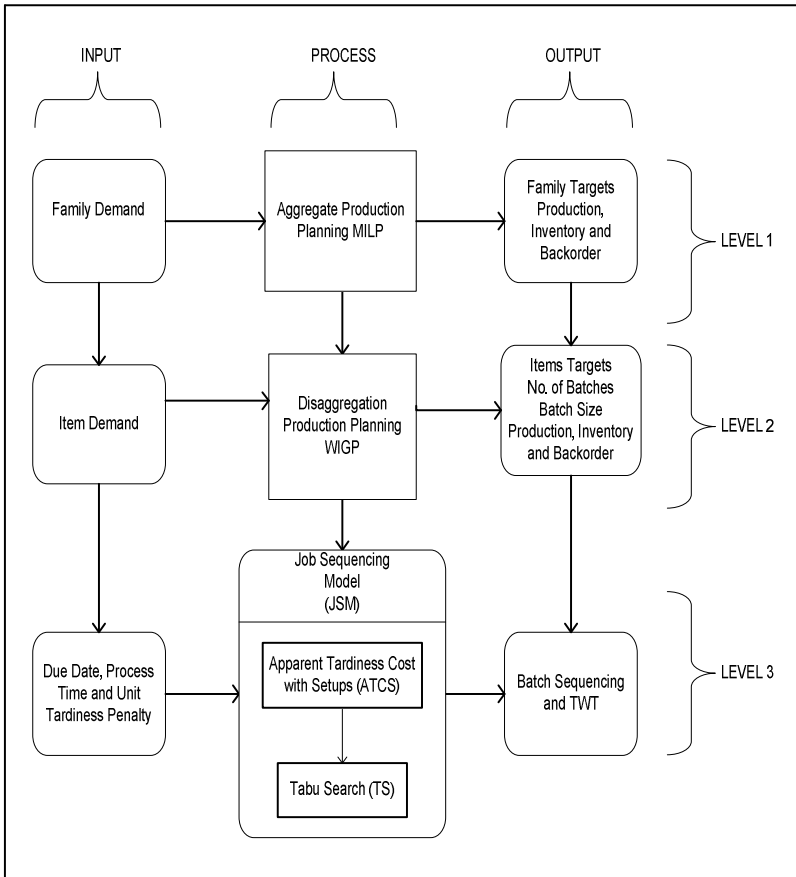 INPUT
PROCESS
OUTPUT
Family Demand
Aggregate Production
Planning MILP
Family Targets
Production,
Inventory and
Backorder
LEVEL 1
Item Demand
Disaggregation
Production Planning
WIGP
Items Targets
No. of Batches
Batch Size
Production, Inventory
and Backorder
LEVEL 2
Job Sequencing
Model
(JSM)
Due Date, Process
Time and Unit
Tardiness Penalty
Apparent Tardiness Cost
with Setups (ATCS)
Tabu Search (TS)
Batch Sequencing
and TWT
LEVEL 3